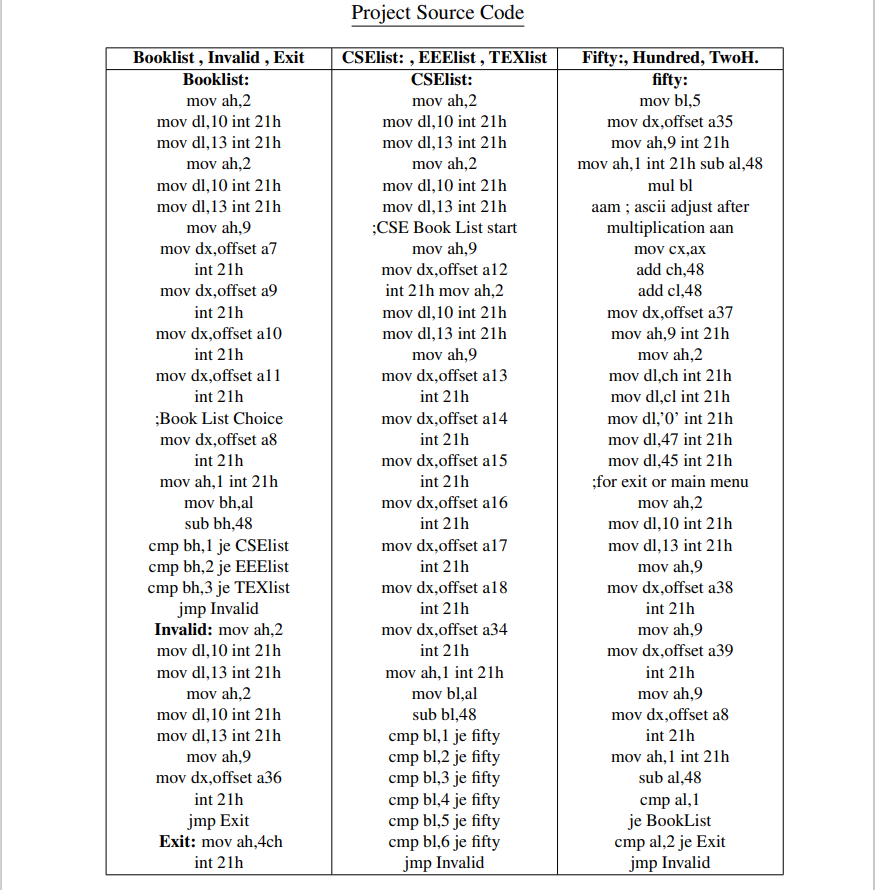 Project Source Code
Booklist , Invalid , Exit
Booklist:
mov ah,2
mov dl,10 int 21h
mov dl,13 int 21h
mov ah,2
mov dl,10 int 21h
mov dl,13 int 21h
mov ah,9
mov dx,offset a7
int 21h
mov dx,offset a9
int 21h
mov dx,offset a10
int 21h
mov dx,offset a11
int 21h
;Book List Choice
mov dx,offset a8
int 21h
mov ah,1 int 21h
mov bh,al
sub bh,48
cmp bh,1 je CSElist
cmp bh,2 je EEElist
cmp bh,3 je TEXlist
jmp Invalid
Invalid: mov ah,2
mov dl,10 int 21h
mov dl,13 int 21h
mov ah,2
mov dl,10 int 21h
mov dl,13 int 21h
mov ah,9
mov dx,offset a36
int 21h
jmp Exit
Exit: mov ah,4ch
int 21h
CSElist: , EEElist , TEXlist
CSElist:
mov ah,2
mov dl,10 int 21h
mov dl,13 int 21h
mov ah,2
mov dl,10 int 21h
mov dl,13 int 21h
;CSE Book List start
mov ah,9
mov dx,offset a12
int 21h mov ah,2
mov dl,10 int 21h
mov dl,13 int 21h
mov ah,9
mov dx,offset a13
int 21h
mov dx,offset a14
int 21h
mov dx,offset a15
int 21h
mov dx,offset a16
int 21h
mov dx,offset a17
int 21h
mov dx,offset a18
int 21h
mov dx,offset a34
int 21h
mov ah,1 int 21h
mov bl,al
sub bl,48
cmp bl,1 je fifty
cmp bl,2 je fifty
cmp bl,3 je fifty
cmp bl,4 je fifty
cmp bl,5 je fifty
cmp bl,6 je fifty
jmp Invalid
Fifty:, Hundred, TwoH.
fifty:
mov bl,5
mov dx,offset a35
mov ah,9 int 21h
mov ah,1 int 21h sub al,48
mul bl
aam ; ascii adjust after
multiplication aan
mov cx,ax
add ch,48
add cl,48
mov dx,offset a37
mov ah,9 int 21h
mov ah,2
mov dl,ch int 21h
mov dl,cl int 21h
mov dl,’0’ int 21h
mov dl,47 int 21h
mov dl,45 int 21h
;for exit or main menu
mov ah,2
mov dl,10 int 21h
mov dl,13 int 21h
mov ah,9
mov dx,offset a38
int 21h
mov ah,9
mov dx,offset a39
int 21h
mov ah,9
mov dx,offset a8
int 21h
mov ah,1 int 21h
sub al,48
cmp al,1
je BookList
cmp al,2 je Exit
jmp Invalid